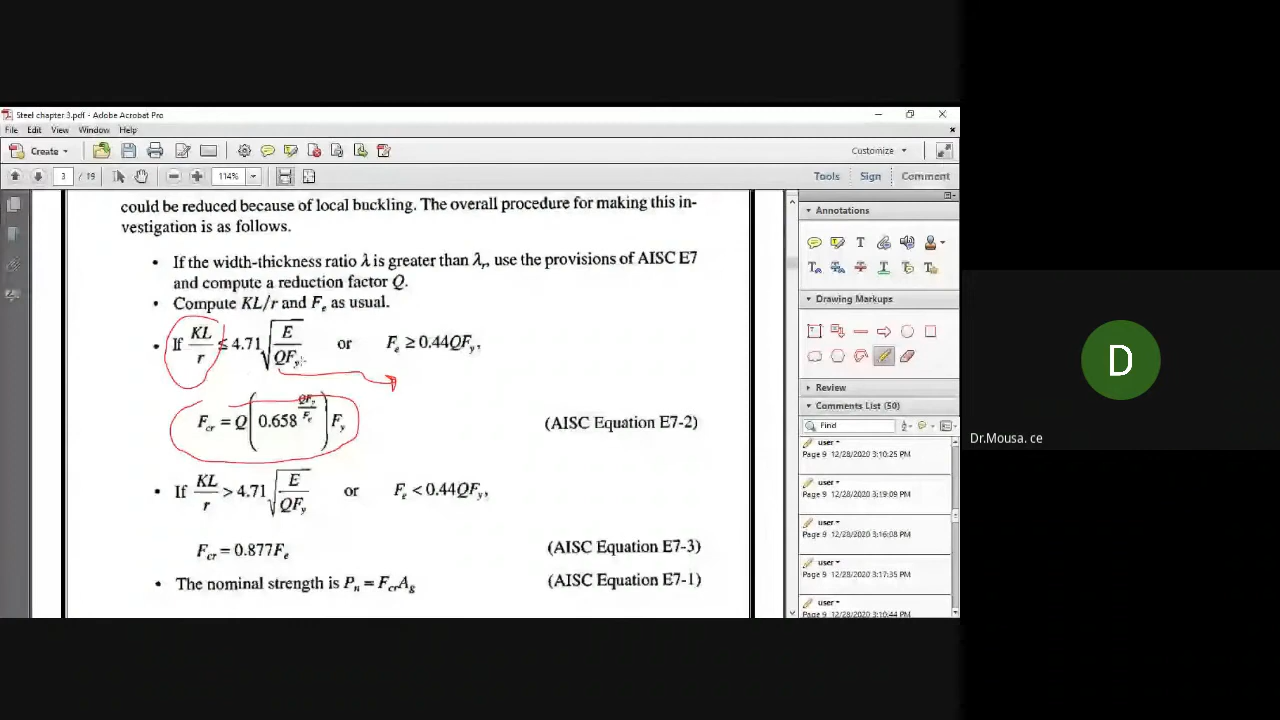 Steel chapter 3.pdf - Adobe Acrobat Pro
File Edit View Window Help
Create Customize
3 / 19 114% Tools Sign Comment
could be reduced because of local buckling. The overall procedure for making this in-
vestigation is as follows.
• If the width-thickness ratio λ is greater than λr, use the provisions of AISC E7
and compute a reduction factor Q.
• Compute KL/r and Fe as usual.
• If KL/r ≤ 4.71√(E/QFy) or Fe ≥ 0.44QFy,
Fcr = Q(0.658^(QFy/Fe))Fy (AISC Equation E7-2)
• If KL/r > 4.71√(E/QFy) or Fe < 0.44QFy,
Fcr = 0.877Fe (AISC Equation E7-3)
• The nominal strength is Pn = FcrAg (AISC Equation E7-1)
Annotations
Drawing Markups
Review
Comments List (50)
Find
user
Page 9 12/28/2020 3:10:25 PM
user
Page 9 12/28/2020 3:19:09 PM
user
Page 9 12/28/2020 3:16:08 PM
user
Page 9 12/28/2020 3:17:35 PM
user
Page 9 12/28/2020 3:10:44 PM
D
Dr.Mousa. ce